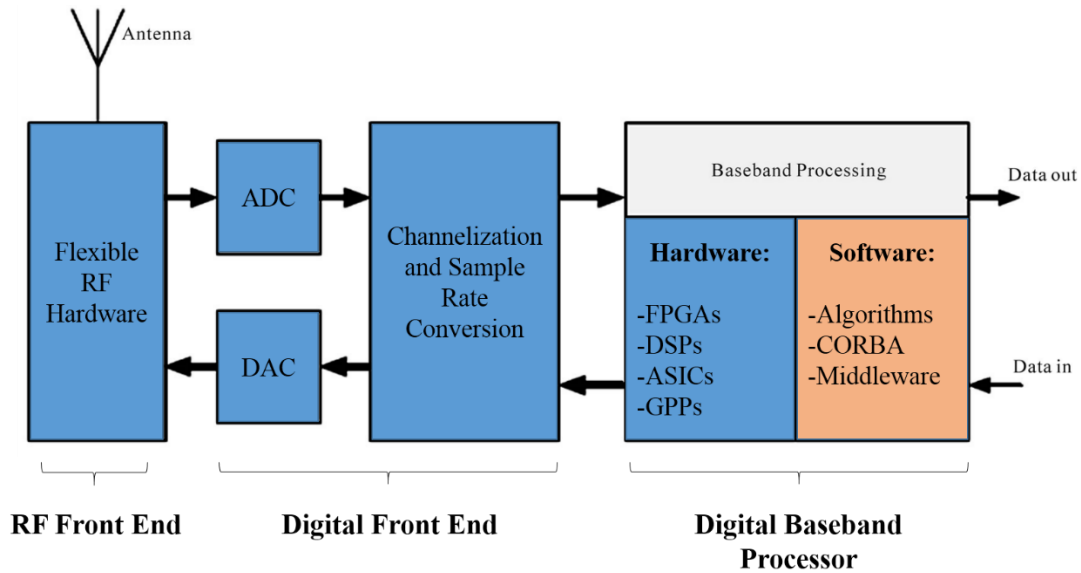 Antenna
Flexible
RF
Hardware
ADC
DAC
Channelization
and Sample
Rate
Conversion
Baseband Processing
Hardware:
-FPGAs
-DSPs
-ASICs
-GPPs
Software:
-Algorithms
-CORBA
-Middleware
Data out
Data in
RF Front End
Digital Front End
Digital Baseband
Processor